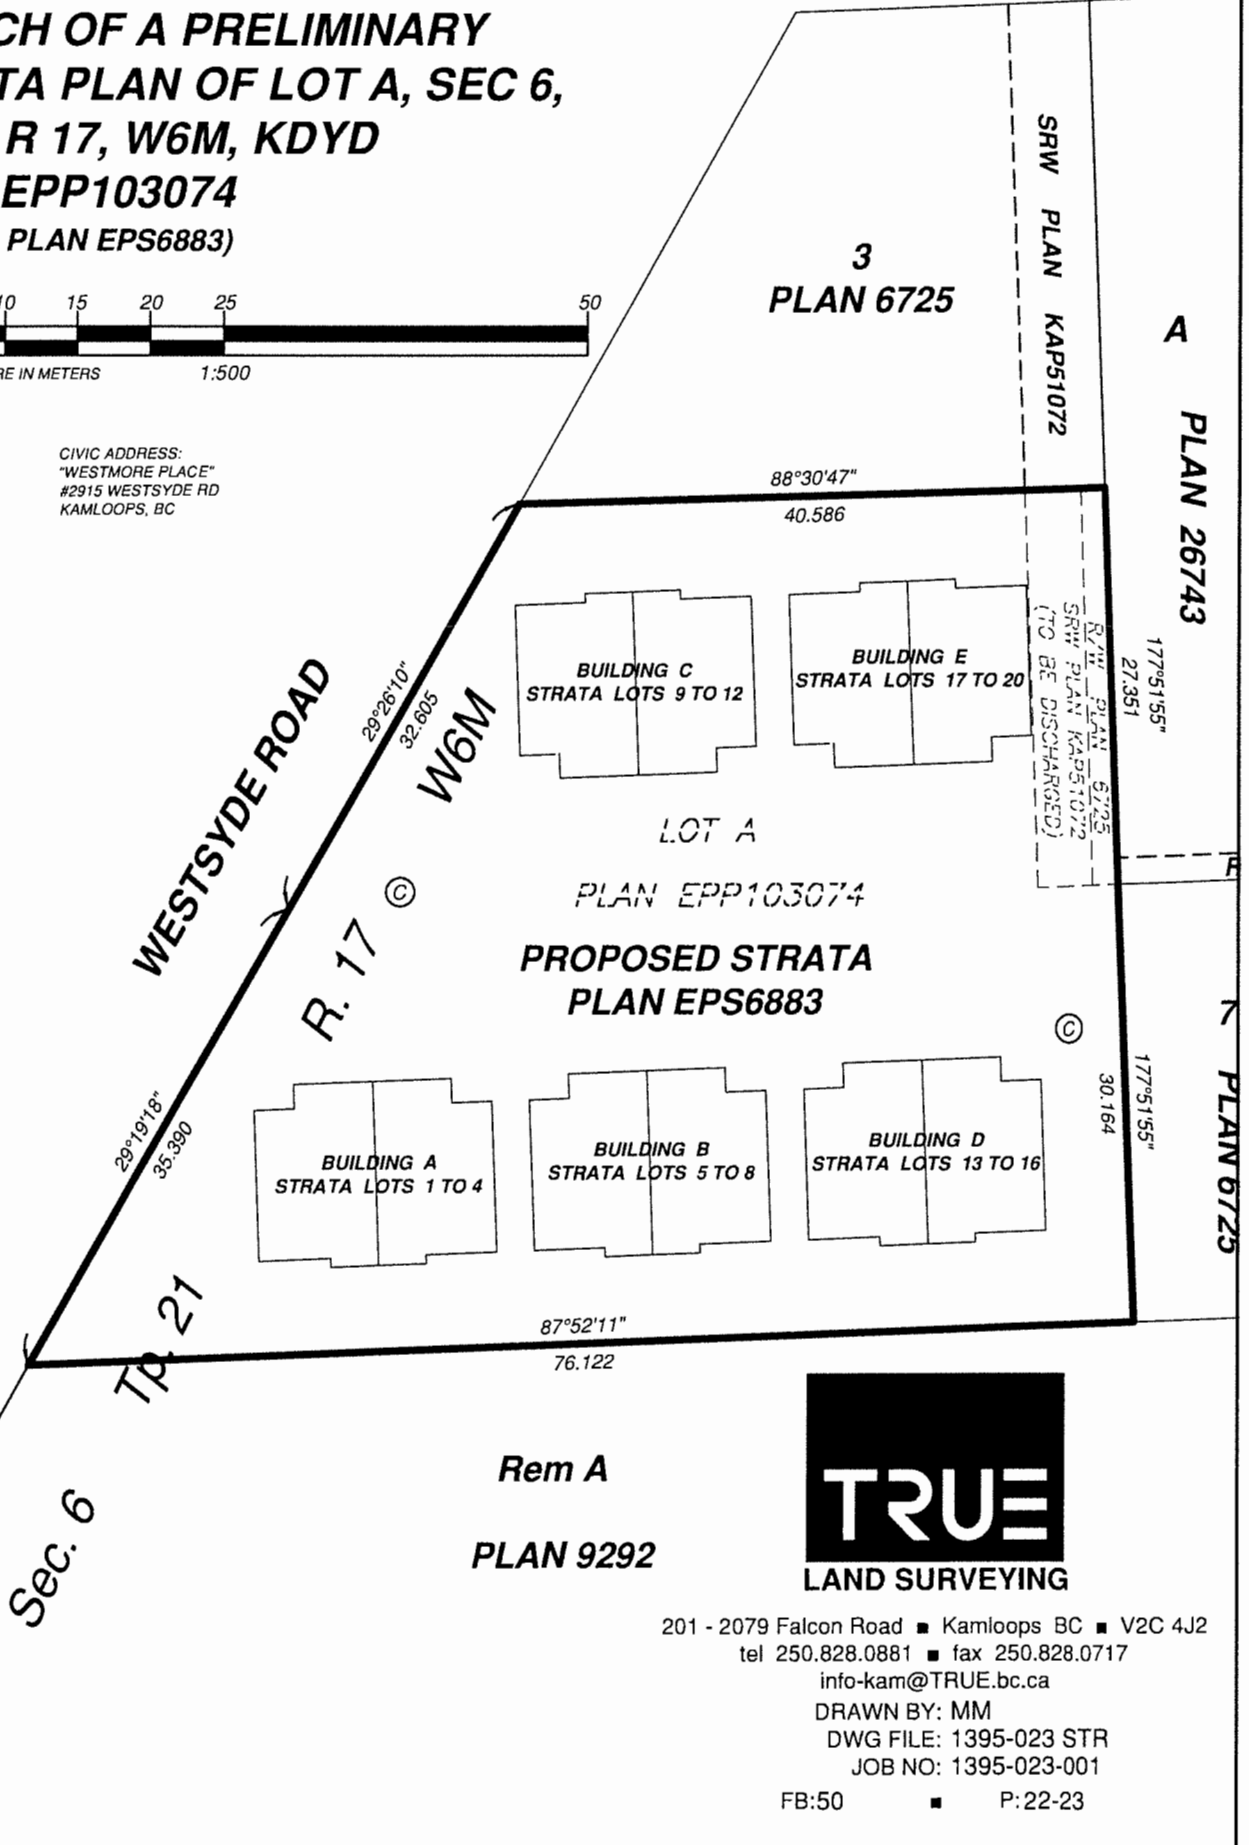 CH OF A PRELIMINARY
TA PLAN OF LOT A, SEC 6,
R 17, W6M, KDYD
EPP103074
PLAN EPS6883)
10 15 20 25 50
RE IN METERS 1:500
CIVIC ADDRESS:
"WESTMORE PLACE"
#2915 WESTSYDE RD
KAMLOOPS, BC
3
PLAN 6725
SRW PLAN KAP51072
A
PLAN 26743
88°30'47"
40.586
177°51'55"
27.351
R/W PLAN 6725
SRW PLAN KAP51072
(TO BE DISCHARGED)
BUILDING C
STRATA LOTS 9 TO 12
BUILDING E
STRATA LOTS 17 TO 20
29°26'10"
32.605
WESTSYDE ROAD
W6M
LOT A
PLAN EPP103074
PROPOSED STRATA
PLAN EPS6883
R. 17
C
C
7
PLAN 6725
177°51'55"
30.164
29°19'18"
35.390
BUILDING A
STRATA LOTS 1 TO 4
BUILDING B
STRATA LOTS 5 TO 8
BUILDING D
STRATA LOTS 13 TO 16
Tp. 21
87°52'11"
76.122
Sec. 6
Rem A
PLAN 9292
TRUE
LAND SURVEYING
201 - 2079 Falcon Road ■ Kamloops BC ■ V2C 4J2
tel 250.828.0881 ■ fax 250.828.0717
info-kam@TRUE.bc.ca
DRAWN BY: MM
DWG FILE: 1395-023 STR
JOB NO: 1395-023-001
FB:50 ■ P:22-23